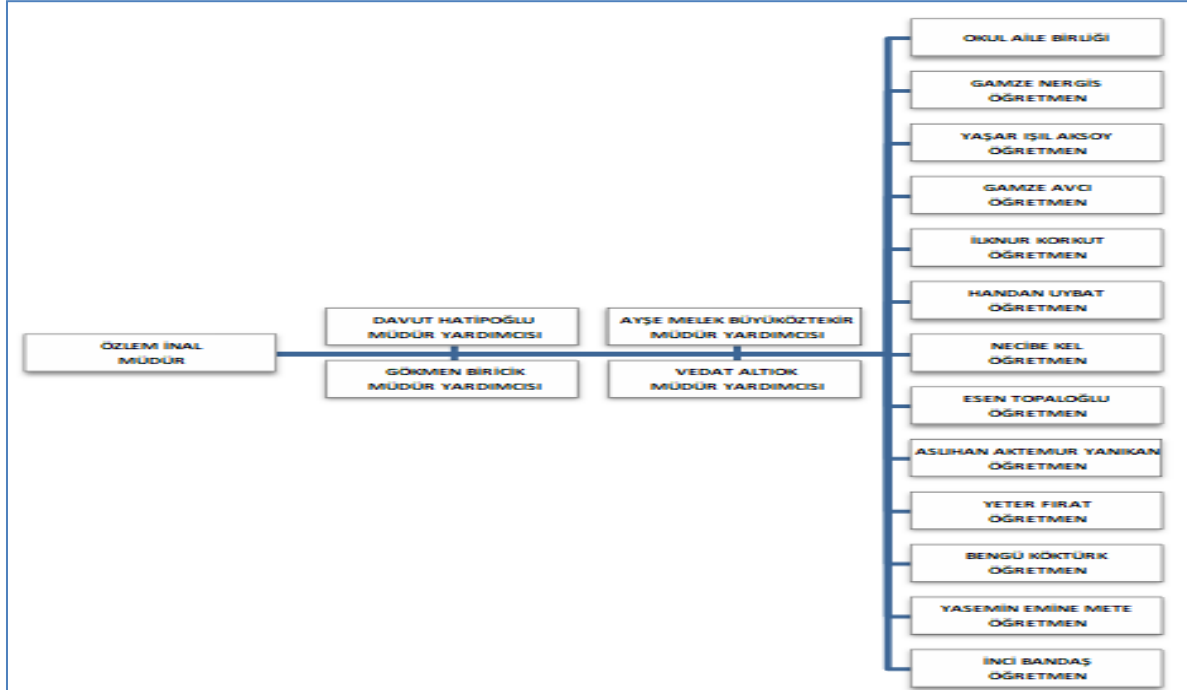 ÖZLEM İNAL
MÜDÜR
DAVUT HATİPOĞLU
MÜDÜR YARDIMCISI
GÖKMEN BİRİCİK
MÜDÜR YARDIMCISI
AYŞE MELEK BÜYÜKÖZTEKİR
MÜDÜR YARDIMCISI
VEDAT ALTIOK
MÜDÜR YARDIMCISI
OKUL AİLE BİRLİĞİ
GAMZE NERGİS
ÖĞRETMEN
YAŞAR IŞIL AKSOY
ÖĞRETMEN
GAMZE AVCI
ÖĞRETMEN
İLKNUR KORKUT
ÖĞRETMEN
HANDAN UYBAT
ÖĞRETMEN
NECİBE KEL
ÖĞRETMEN
ESEN TOPALOĞLU
ÖĞRETMEN
ASLIHAN AKTEMUR YANIKAN
ÖĞRETMEN
YETER FIRAT
ÖĞRETMEN
BENGÜ KÖKTÜRK
ÖĞRETMEN
YASEMİN EMİNE METE
ÖĞRETMEN
İNCİ BANDAŞ
ÖĞRETMEN